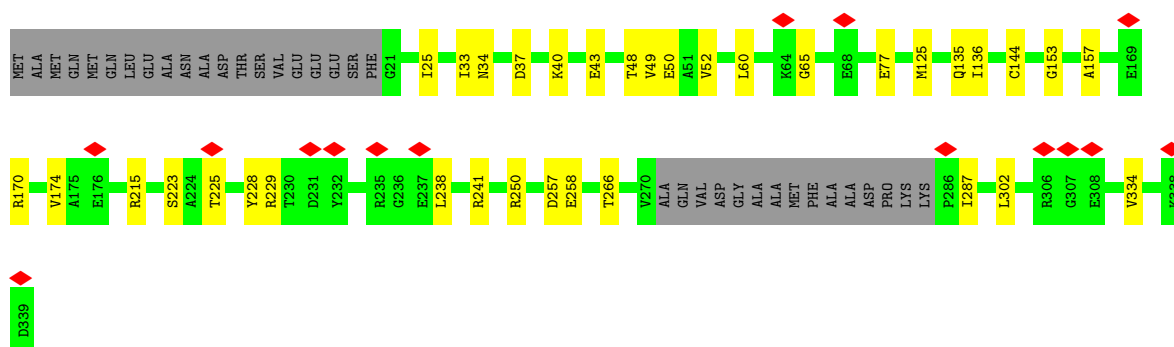 MET ALA MET GLN MET GLN LEU GLU ALA ASN ALA ASP THR SER VAL GLU GLU GLU SER PHE G21 I25 I33 N34 D37 K40 E43 T48 V49 E50 A51 V52 L60 K64 G65 E68 E77 M125 Q135 I136 C144 G153 A157 E169
R170 V174 A175 E176 R215 S223 A224 T225 Y228 R229 T230 D231 Y232 R235 G236 E237 L238 R241 R250 D257 E258 T266 V270 ALA GLN VAL ASP GLY ALA ALA MET PHE ALA ALA ASP PRO LYS LYS P286 I287 L302 R306 G307 E308 V334 K338
D339